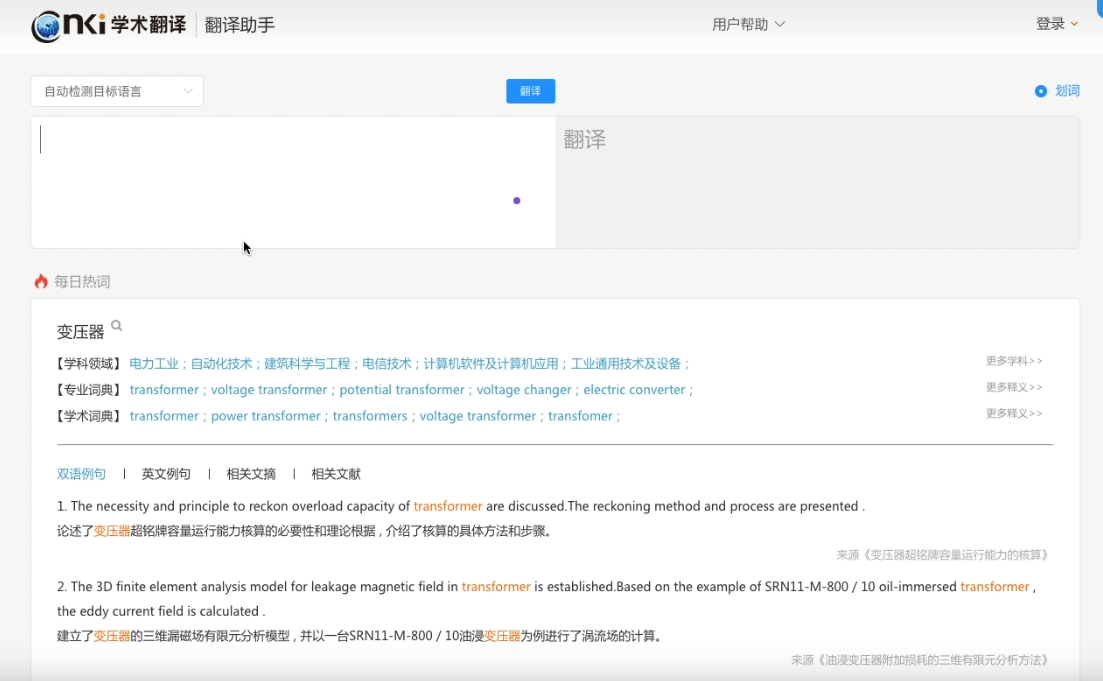 CNKI 学术翻译 翻译助手 用户帮助 登录
自动检测目标语言 翻译 划词
翻译
每日热词
变压器
【学科领域】 电力工业；自动化技术；建筑科学与工程；电信技术；计算机软件及计算机应用；工业通用技术及设备； 更多学科>>
【专业词典】 transformer；voltage transformer；potential transformer；voltage changer；electric converter； 更多释义>>
【学术词典】 transformer；power transformer；transformers；voltage transformer；transfomer； 更多释义>>
双语例句 | 英文例句 | 相关文摘 | 相关文献
1. The necessity and principle to reckon overload capacity of transformer are discussed.The reckoning method and process are presented .
论述了变压器超铭牌容量运行能力核算的必要性和理论根据，介绍了核算的具体方法和步骤。
来源《变压器超铭牌容量运行能力的核算》
2. The 3D finite element analysis model for leakage magnetic field in transformer is established.Based on the example of SRN11-M-800 / 10 oil-immersed transformer ,
the eddy current field is calculated .
建立了变压器的三维漏磁场有限元分析模型，并以一台SRN11-M-800 / 10油浸变压器为例进行了涡流场的计算。
来源《油浸变压器附加损耗的三维有限元分析方法》